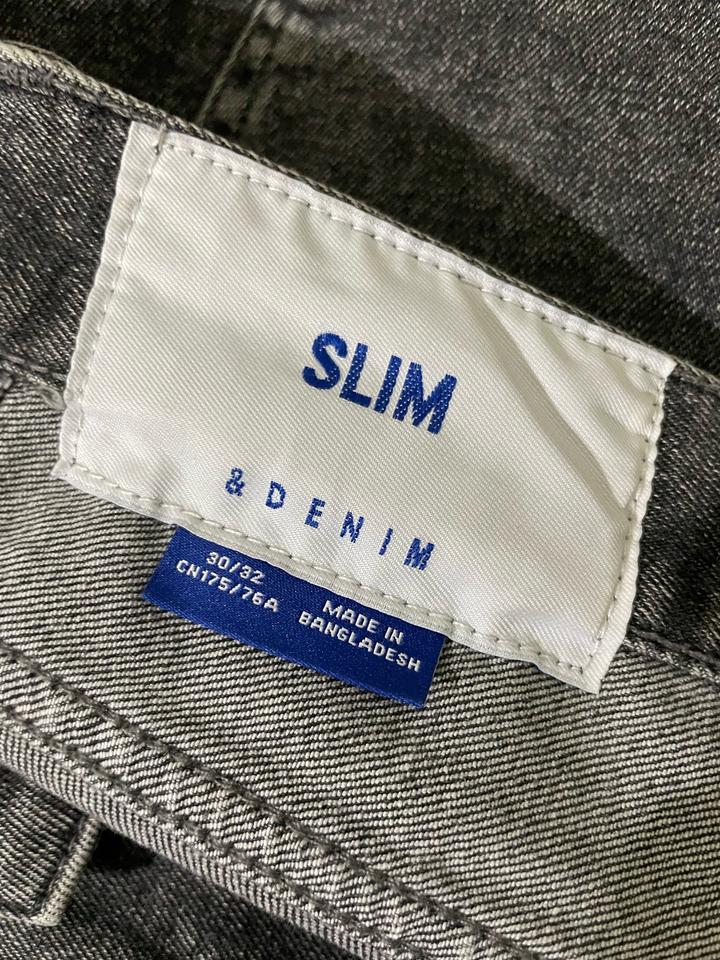 SLIM
& DENIM
30/32
CN175/76A
MADE IN
BANGLADESH